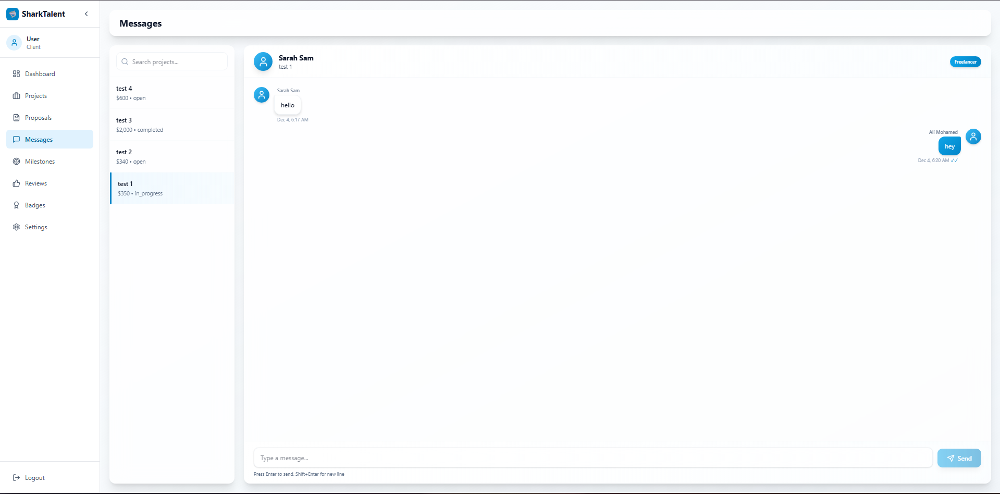 SharkTalent
User
Client
Dashboard
Projects
Proposals
Messages
Milestones
Reviews
Badges
Settings
Logout
Messages
Search projects...
test 4
$600 • open
test 3
$2,000 • completed
test 2
$340 • open
test 1
$350 • in_progress
Sarah Sam
test 1
Freelancer
Sarah Sam
hello
Dec 4, 6:17 AM
Ali Mohamed
hey
Dec 4, 6:20 AM ✓✓
Type a message...
Send
Press Enter to send, Shift+Enter for new line